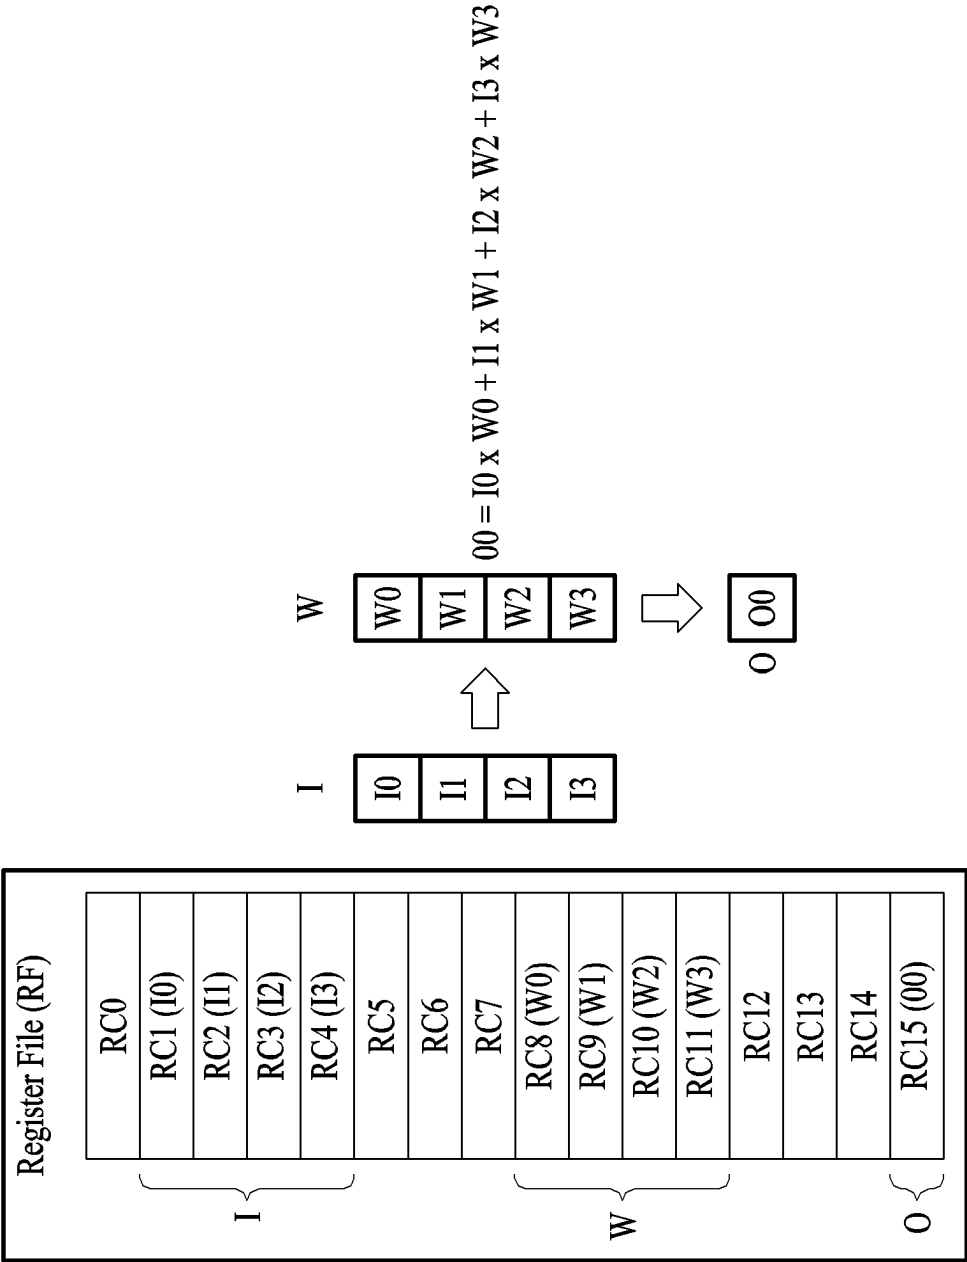 Register File (RF)
RC0
RC1 (I0)
RC2 (I1)
RC3 (I2)
RC4 (I3)
RC5
RC6
RC7
RC8 (W0)
RC9 (W1)
RC10 (W2)
RC11 (W3)
RC12
RC13
RC14
RC15 (00)
I
W
O
I
I0
I1
I2
I3
W
W0
W1
W2
W3
O
O0
00 = I0 x W0 + I1 x W1 + I2 x W2 + I3 x W3